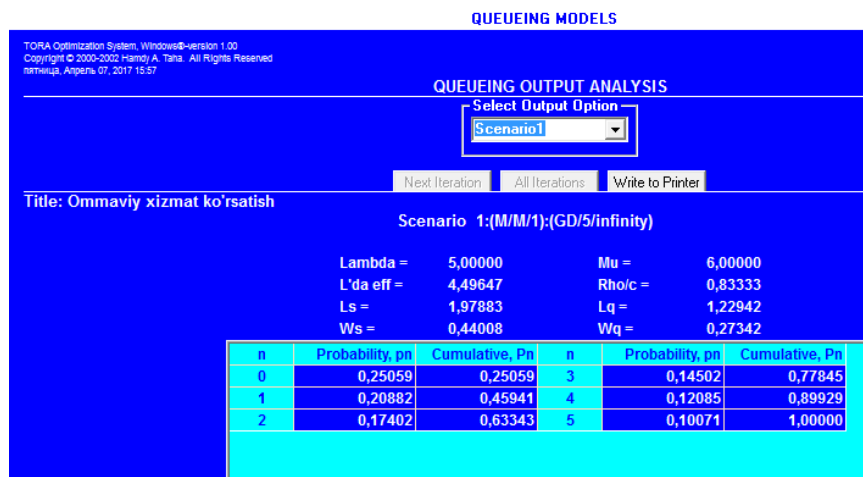 QUEUEING MODELS
TORA Optimization System, Windows®-version 1.00
Copyright © 2000-2002 Hamdy A. Taha. All Rights Reserved
пятница, Апрель 07, 2017 15:57
QUEUEING OUTPUT ANALYSIS
Select Output Option
Scenario1
Next Iteration All Iterations Write to Printer
Title: Ommaviy xizmat ko'rsatish
Scenario 1:(M/M/1):(GD/5/infinity)
Lambda = 5,00000 Mu = 6,00000
L'da eff = 4,49647 Rho/c = 0,83333
Ls = 1,97883 Lq = 1,22942
Ws = 0,44008 Wq = 0,27342
n Probability, pn Cumulative, Pn n Probability, pn Cumulative, Pn
0 0,25059 0,25059 3 0,14502 0,77845
1 0,20882 0,45941 4 0,12085 0,89929
2 0,17402 0,63343 5 0,10071 1,00000